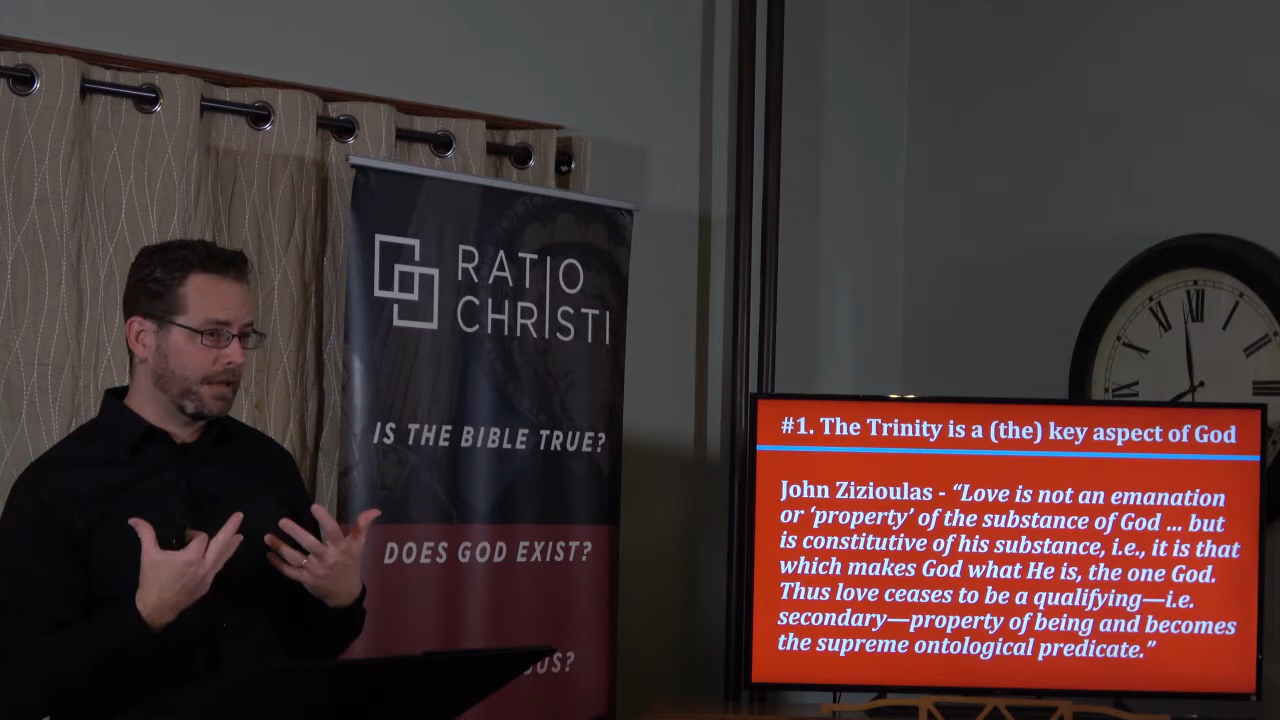 RATIO
CHRISTI
IS THE BIBLE TRUE?
DOES GOD EXIST?
#1. The Trinity is a (the) key aspect of God
John Zizioulas - “Love is not an emanation
or ‘property’ of the substance of God ... but
is constitutive of his substance, i.e., it is that
which makes God what He is, the one God.
Thus love ceases to be a qualifying—i.e.
secondary—property of being and becomes
the supreme ontological predicate.”